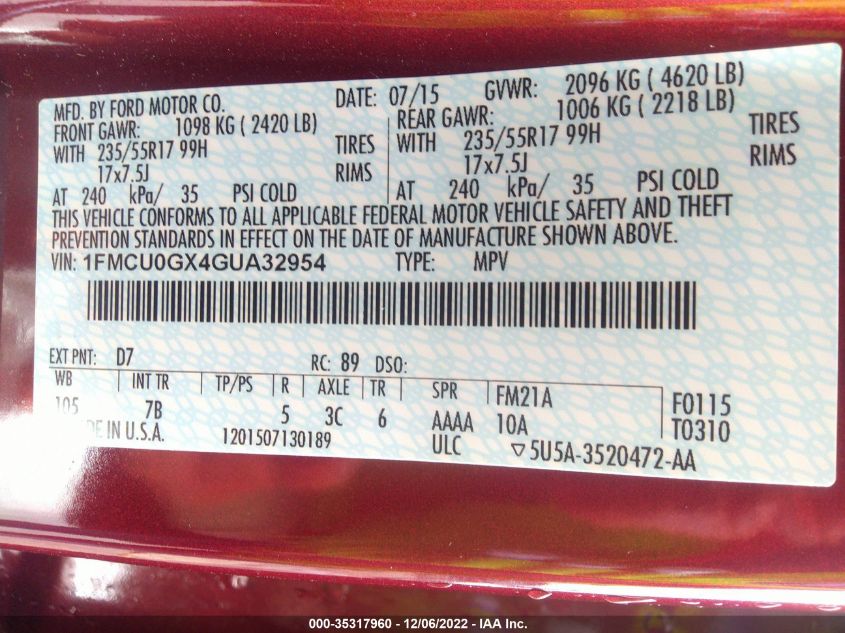 MFD. BY FORD MOTOR CO. DATE: 07/15 GVWR: 2096 KG ( 4620 LB)
FRONT GAWR: 1098 KG ( 2420 LB) REAR GAWR: 1006 KG ( 2218 LB)
WITH 235/55R17 99H TIRES WITH 235/55R17 99H TIRES
17x7.5J RIMS 17x7.5J RIMS
AT 240 kPa/ 35 PSI COLD AT 240 kPa/ 35 PSI COLD
THIS VEHICLE CONFORMS TO ALL APPLICABLE FEDERAL MOTOR VEHICLE SAFETY AND THEFT
PREVENTION STANDARDS IN EFFECT ON THE DATE OF MANUFACTURE SHOWN ABOVE.
VIN: 1FMCU0GX4GUA32954 TYPE: MPV
EXT PNT: D7 RC: 89 DSO:
WB INT TR TP/PS R AXLE TR SPR FM21A F0115
105 7B 5 3C 6 AAAA 10A T0310
IN U.S.A. 1201507130189 ULC ▽5U5A-3520472-AA
000-35317960 - 12/06/2022 - IAA Inc.